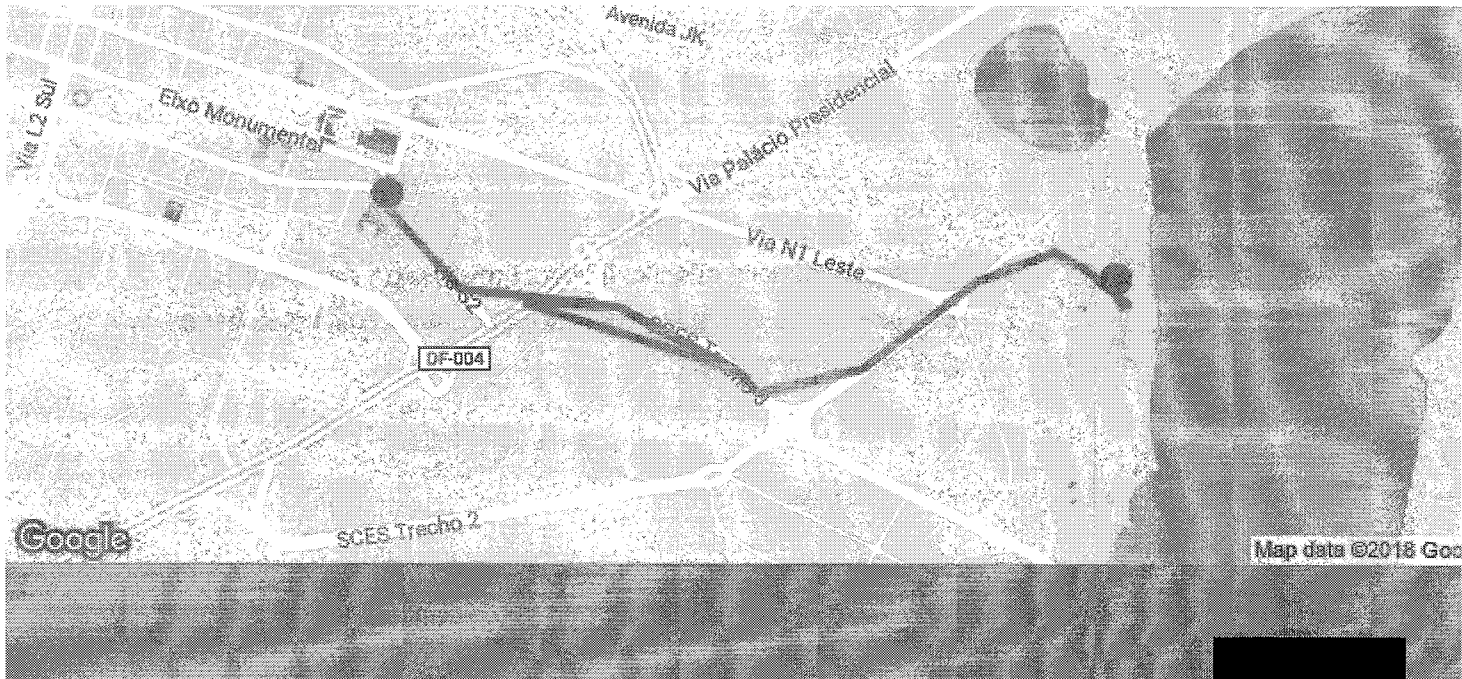 Avenida JK
Via Palácio Presidencial
Eixo Monumental
Via L2 Sul
Via N1 Leste
DF-004
SCES Trecho 2
Google
Map data ©2018 Goo